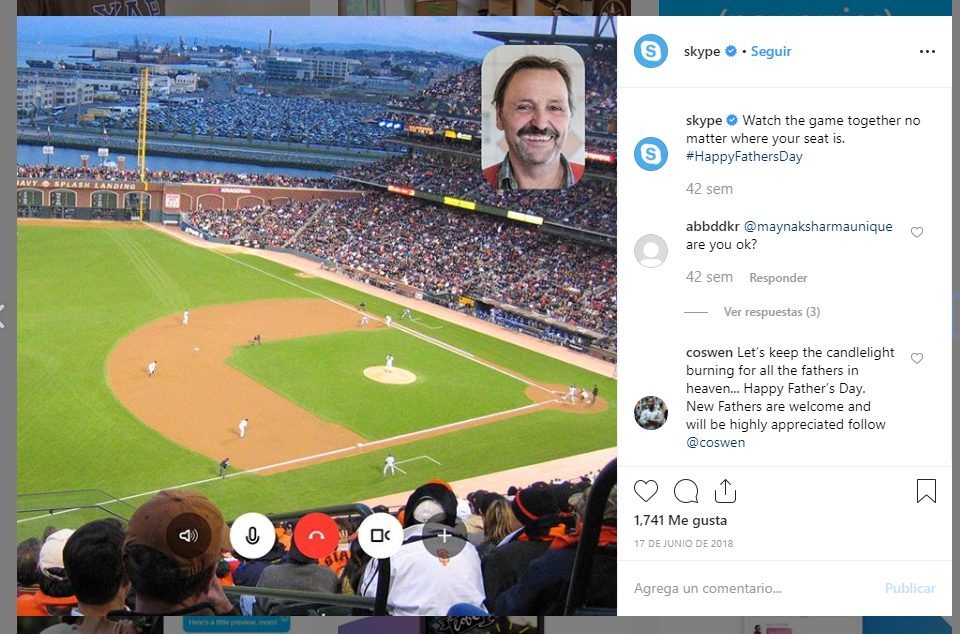 skype • Seguir
skype Watch the game together no
matter where your seat is.
#HappyFathersDay
42 sem
abbddkr @maynaksharmaunique
are you ok?
42 sem Responder
Ver respuestas (3)
coswen Let’s keep the candlelight
burning for all the fathers in
heaven... Happy Father’s Day.
New Fathers are welcome and
will be highly appreciated follow
@coswen
1,741 Me gusta
17 DE JUNIO DE 2018
Agrega un comentario... Publicar
SPLASH LANDING
Here's a little preview, mom!